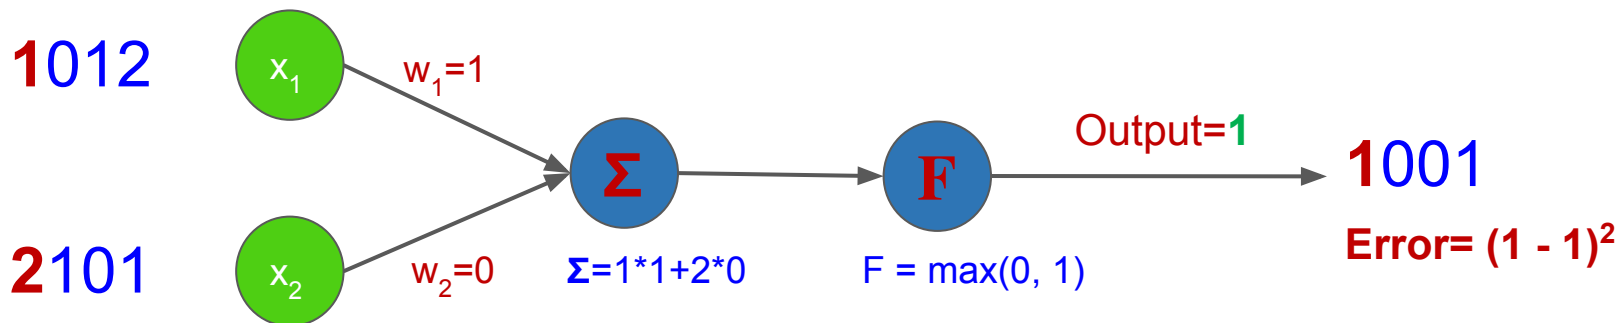 1012
x₁
w₁=1
Σ
F
Output=1
1001
Error= (1 - 1)²
2101
x₂
w₂=0
Σ=1*1+2*0
F = max(0, 1)